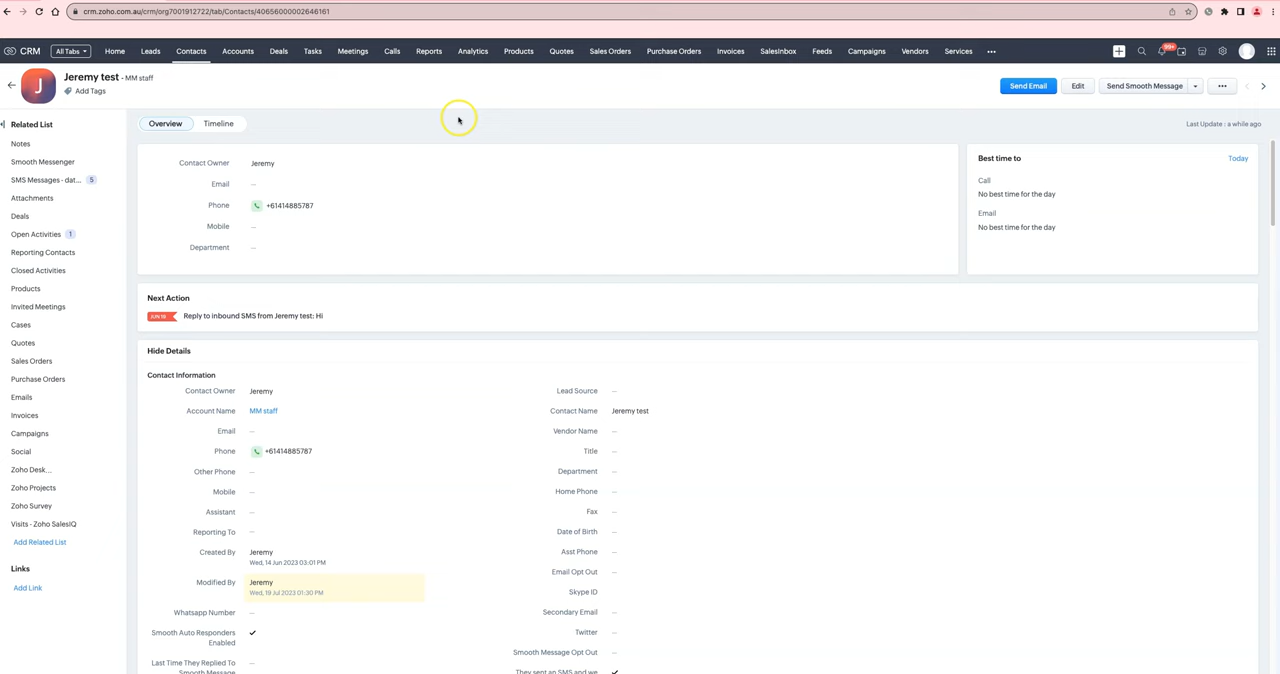 crm.zoho.com.au/crm/org7001912722/tab/Contacts/40656000002646161
CRM All Tabs Home Leads Contacts Accounts Deals Tasks Meetings Calls Reports Analytics Products Quotes Sales Orders Purchase Orders Invoices SalesInbox Feeds Campaigns Vendors Services ••• 99+
J Jeremy test - MM staff
Add Tags
Send Email Edit Send Smooth Message •••
Related List
Notes
Smooth Messenger
SMS Messages - dat... 5
Attachments
Deals
Open Activities 1
Reporting Contacts
Closed Activities
Products
Invited Meetings
Cases
Quotes
Sales Orders
Purchase Orders
Emails
Invoices
Campaigns
Social
Zoho Desk...
Zoho Projects
Zoho Survey
Visits - Zoho SalesIQ
Add Related List
Links
Add Link
Overview Timeline
Last Update : a while ago
Contact Owner Jeremy
Email —
Phone +61414885787
Mobile —
Department —
Best time to Today
Call
No best time for the day
Email
No best time for the day
Next Action
JUN 16 Reply to inbound SMS from Jeremy test: Hi
Hide Details
Contact Information
Contact Owner Jeremy
Account Name MM staff
Email —
Phone +61414885787
Other Phone —
Mobile —
Assistant —
Reporting To —
Created By Jeremy
Wed, 14 Jun 2023 03:01 PM
Modified By Jeremy
Wed, 19 Jul 2023 01:30 PM
Whatsapp Number —
Smooth Auto Responders
Enabled
Last Time They Replied To
Smooth Message —
Lead Source —
Contact Name Jeremy test
Vendor Name —
Title —
Department —
Home Phone —
Fax —
Date of Birth —
Asst Phone —
Email Opt Out —
Skype ID
Secondary Email —
Twitter —
Smooth Message Opt Out —
They sent an SMS and we